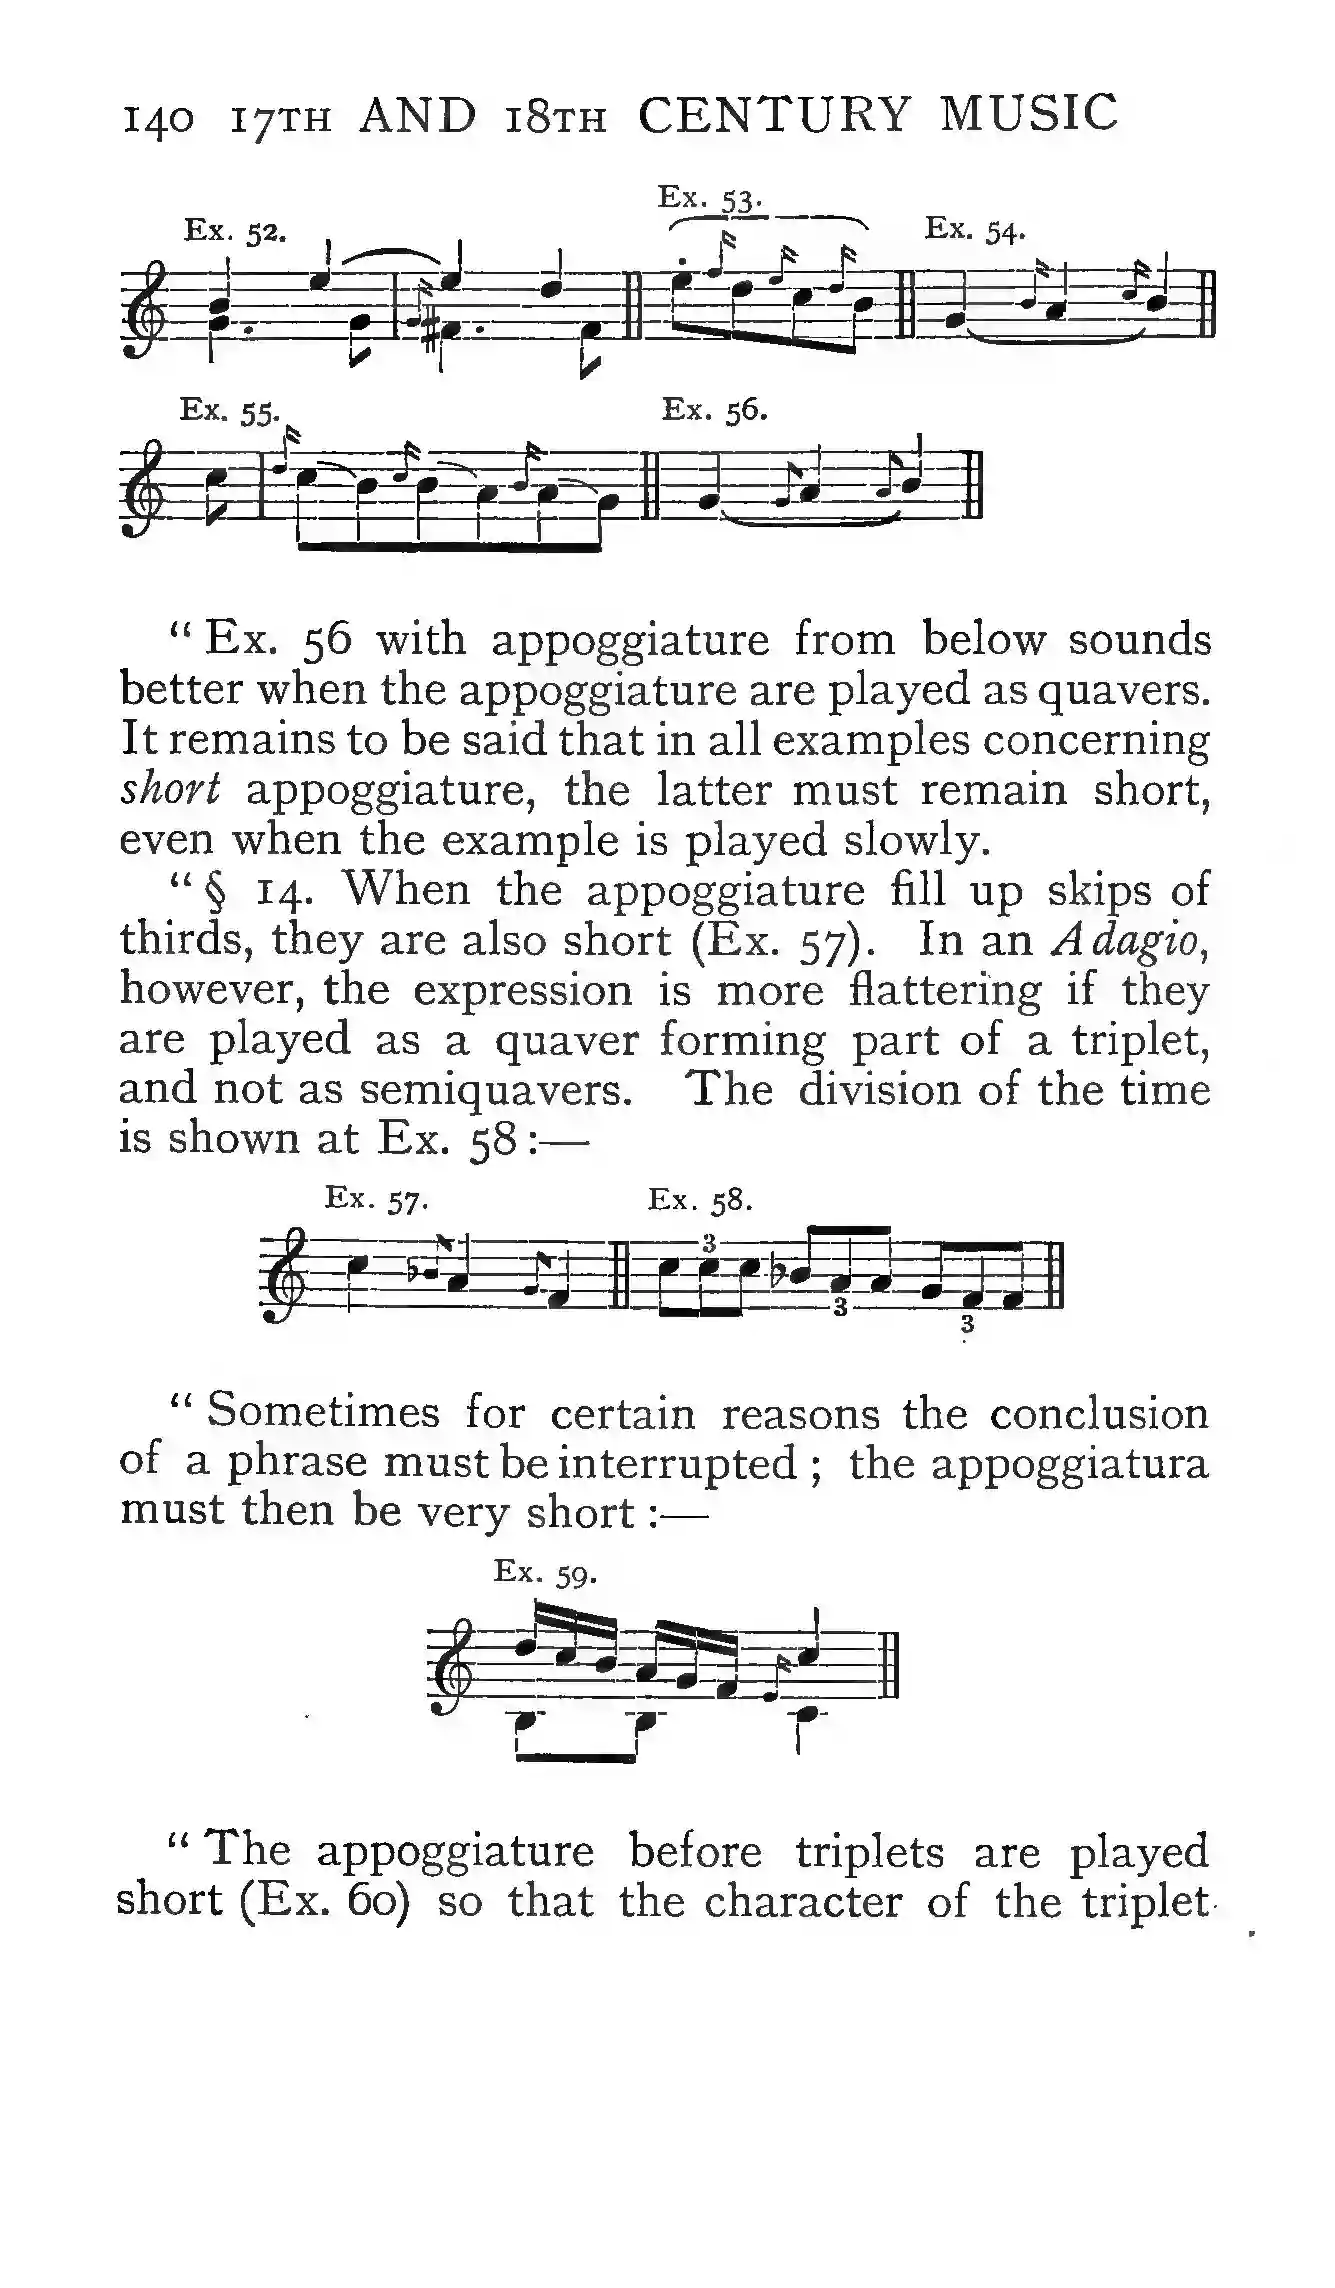 140 17TH AND 18TH CENTURY MUSIC
Ex. 52.
Ex. 53.
Ex. 54.
Ex. 55.
Ex. 56.
“ Ex. 56 with appoggiature from below sounds
better when the appoggiature are played as quavers.
It remains to be said that in all examples concerning
short appoggiature, the latter must remain short,
even when the example is played slowly.
“ § 14. When the appoggiature fill up skips of
thirds, they are also short (Ex. 57). In an Adagio,
however, the expression is more flattering if they
are played as a quaver forming part of a triplet,
and not as semiquavers. The division of the time
is shown at Ex. 58 :—
Ex. 57.
Ex. 58.
3
3
3
“ Sometimes for certain reasons the conclusion
of a phrase must be interrupted ; the appoggiatura
must then be very short :—
Ex. 59.
“ The appoggiature before triplets are played
short (Ex. 60) so that the character of the triplet